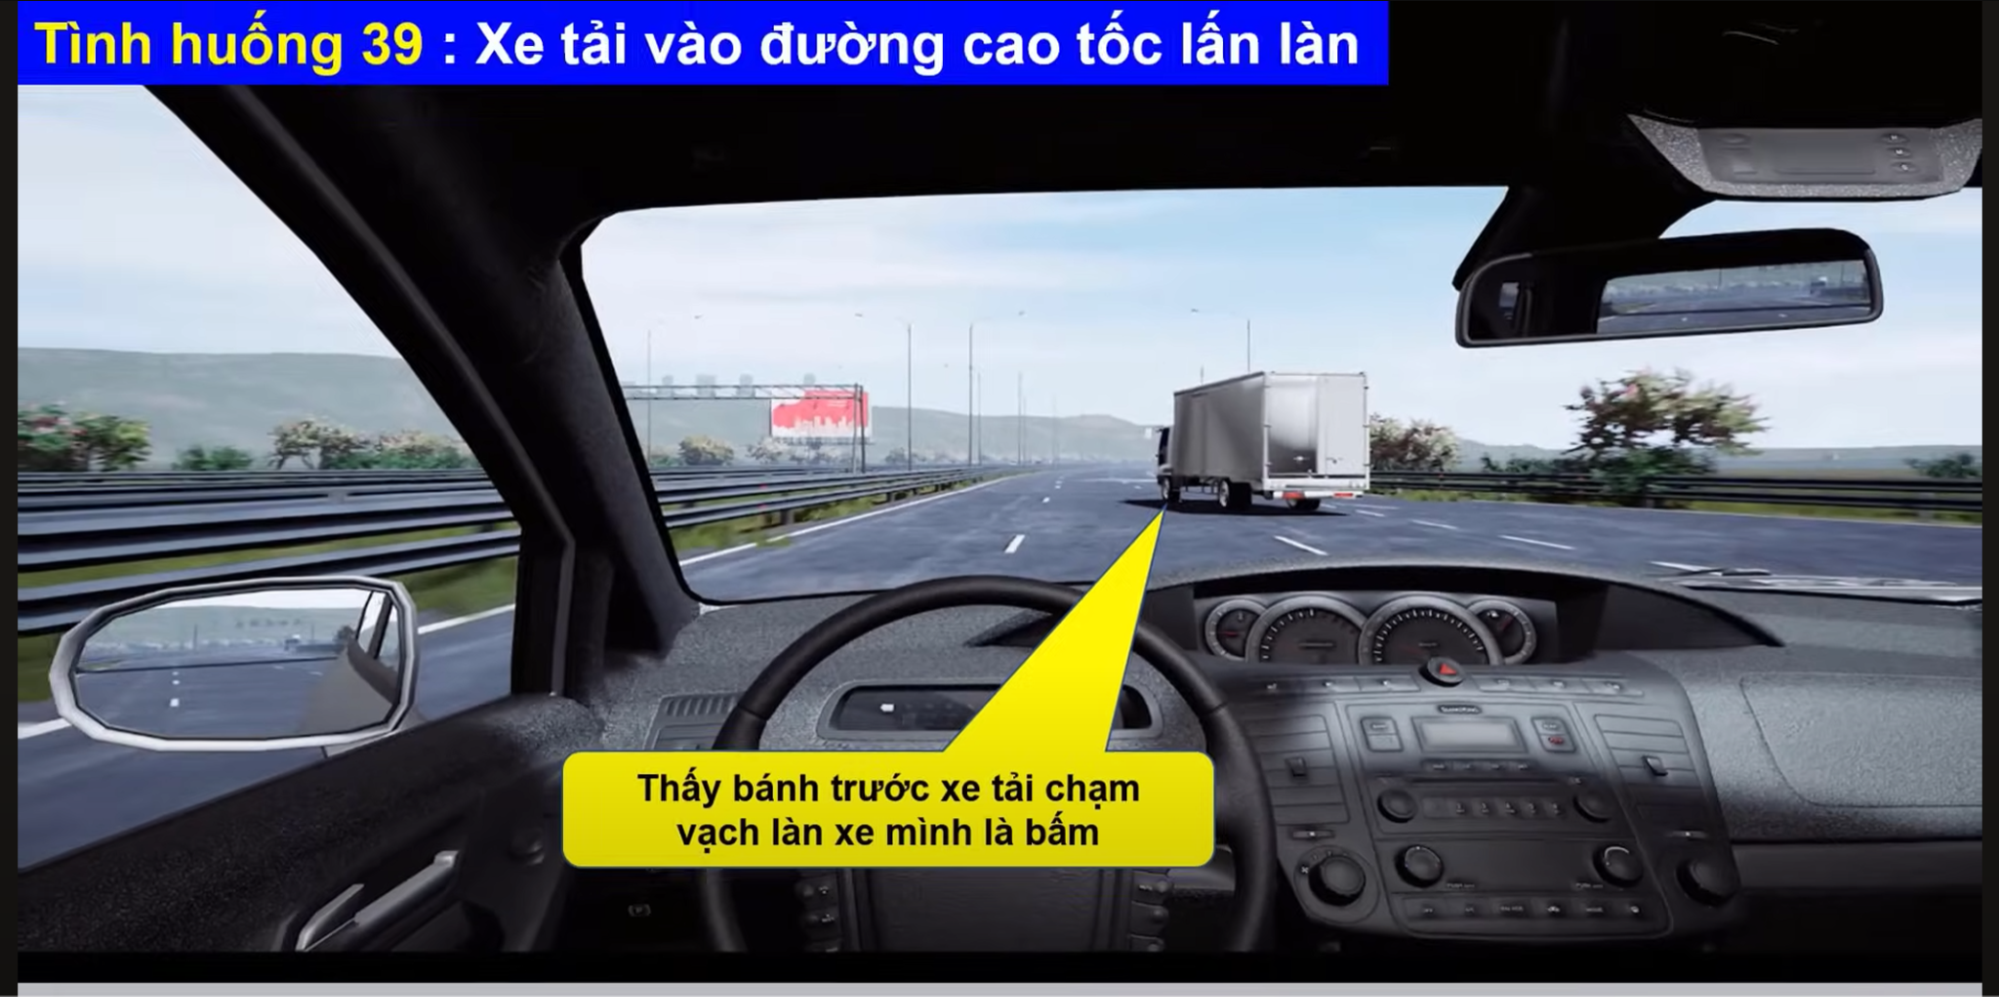 Tình huống 39 : Xe tải vào đường cao tốc lấn làn
Thấy bánh trước xe tải chạm
vạch làn xe mình là bấm